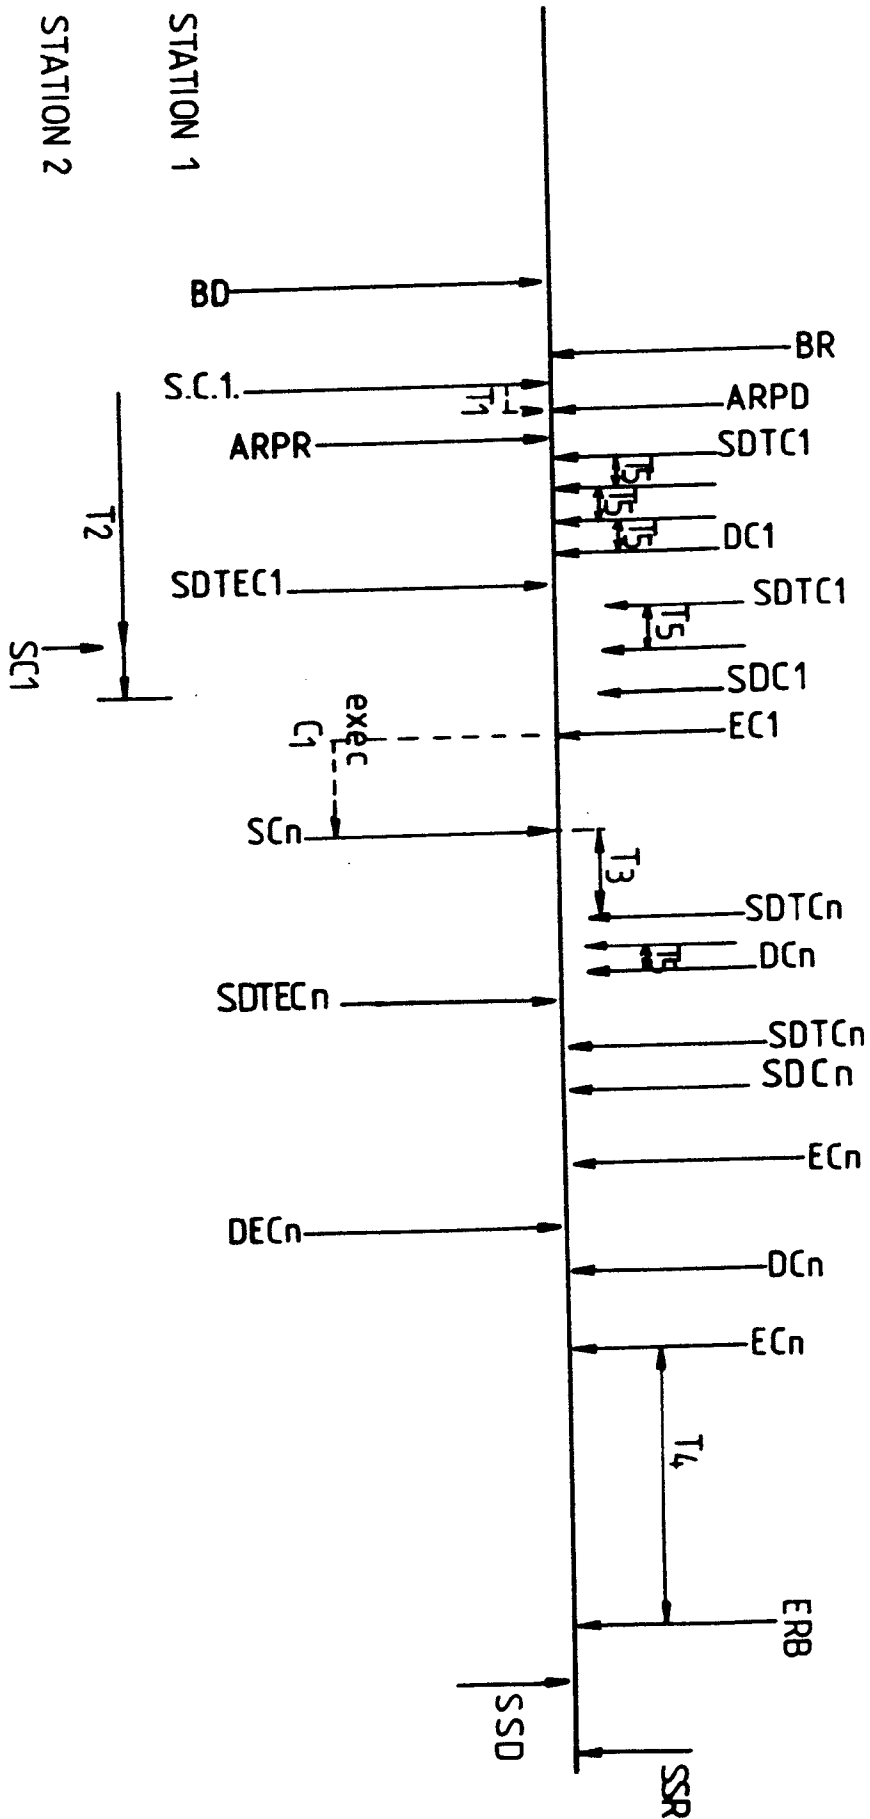 STATION 1
STATION 2
BD
BR
S.C.1.
T1
ARPD
ARPR
SDTC1
T5
T5
T5
DC1
T2
SDTEC1
SDTC1
T5
SC1
SDC1
EC1
exec
C1
SCn
T3
SDTCn
T5
DCn
SDTECn
SDTCn
SDCn
ECn
DECn
DCn
ECn
T4
ERB
SSD
SSR